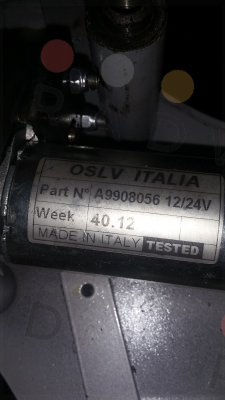 OSLV ITALIA
Part N° A9908056 12/24V
Week 40.12
MADE IN ITALY TESTED